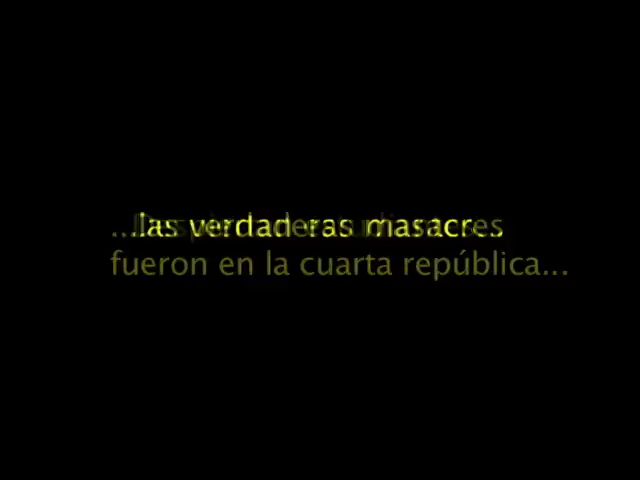 ...las verdaderas masacres
fueron en la cuarta república...